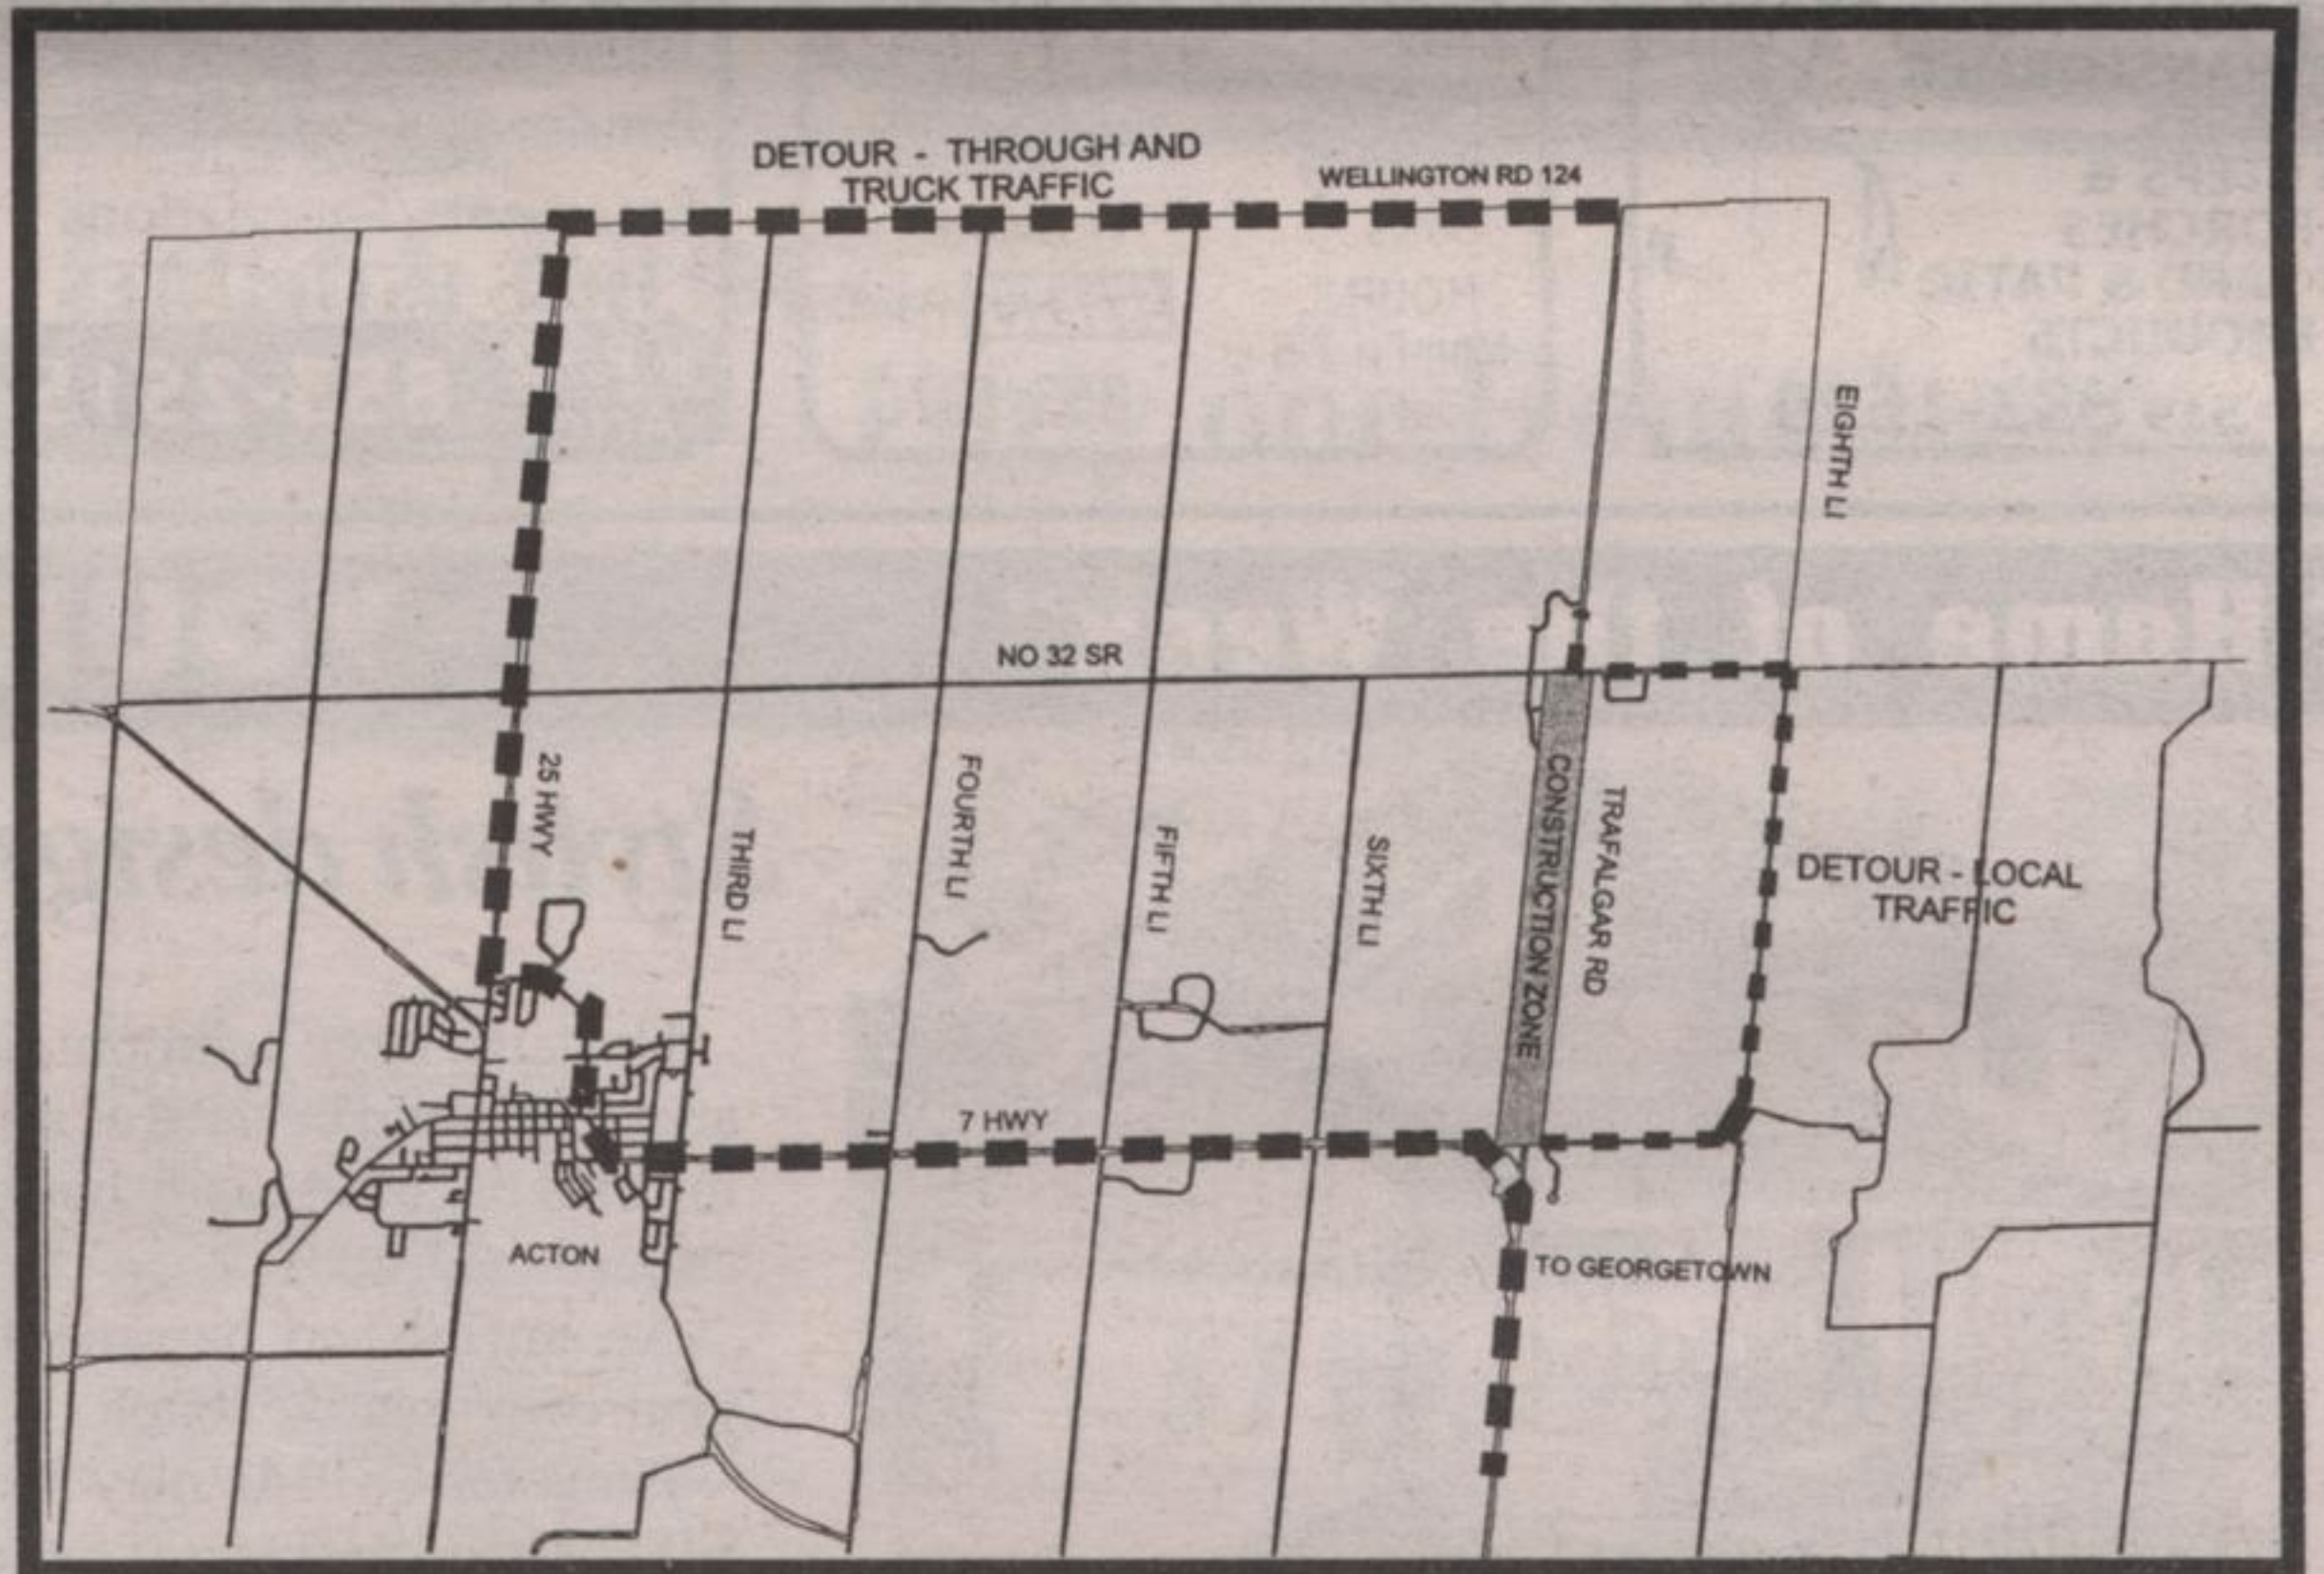 DETOUR - THROUGH AND
TRUCK TRAFFIC
WELLINGTON RD 124
EIGHTH LI
NO 32 SR
25 HWY
THIRD LI
FOURTH LI
FIFTH LI
SIXTH LI
CONSTRUCTION ZONE
TRAFALGAR RD
DETOUR - LOCAL
TRAFFIC
7 HWY
ACTON
TO GEORGETOWN